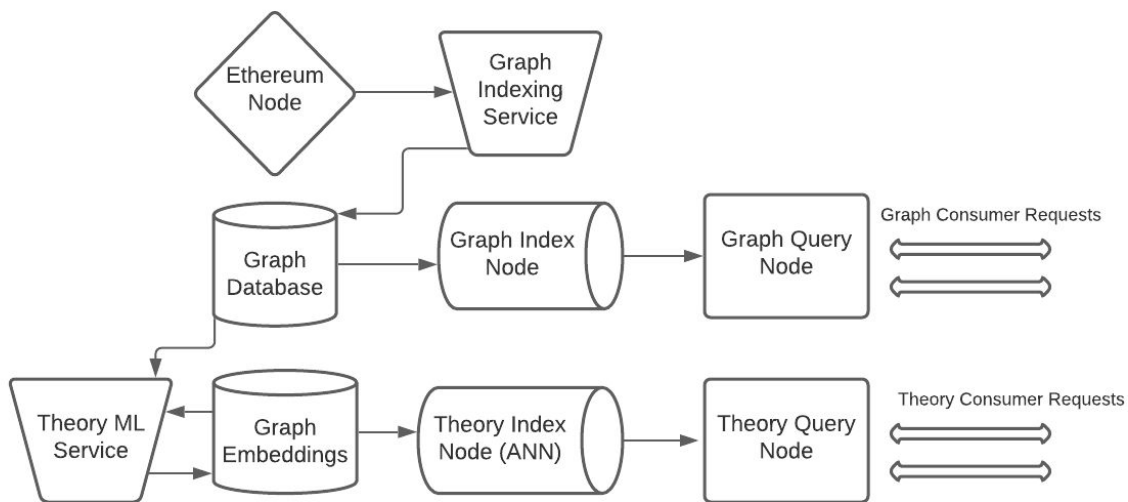 Ethereum
Node
Graph
Indexing
Service
Graph
Database
Graph Index
Node
Graph Query
Node
Graph Consumer Requests
Theory ML
Service
Graph
Embeddings
Theory Index
Node (ANN)
Theory Query
Node
Theory Consumer Requests